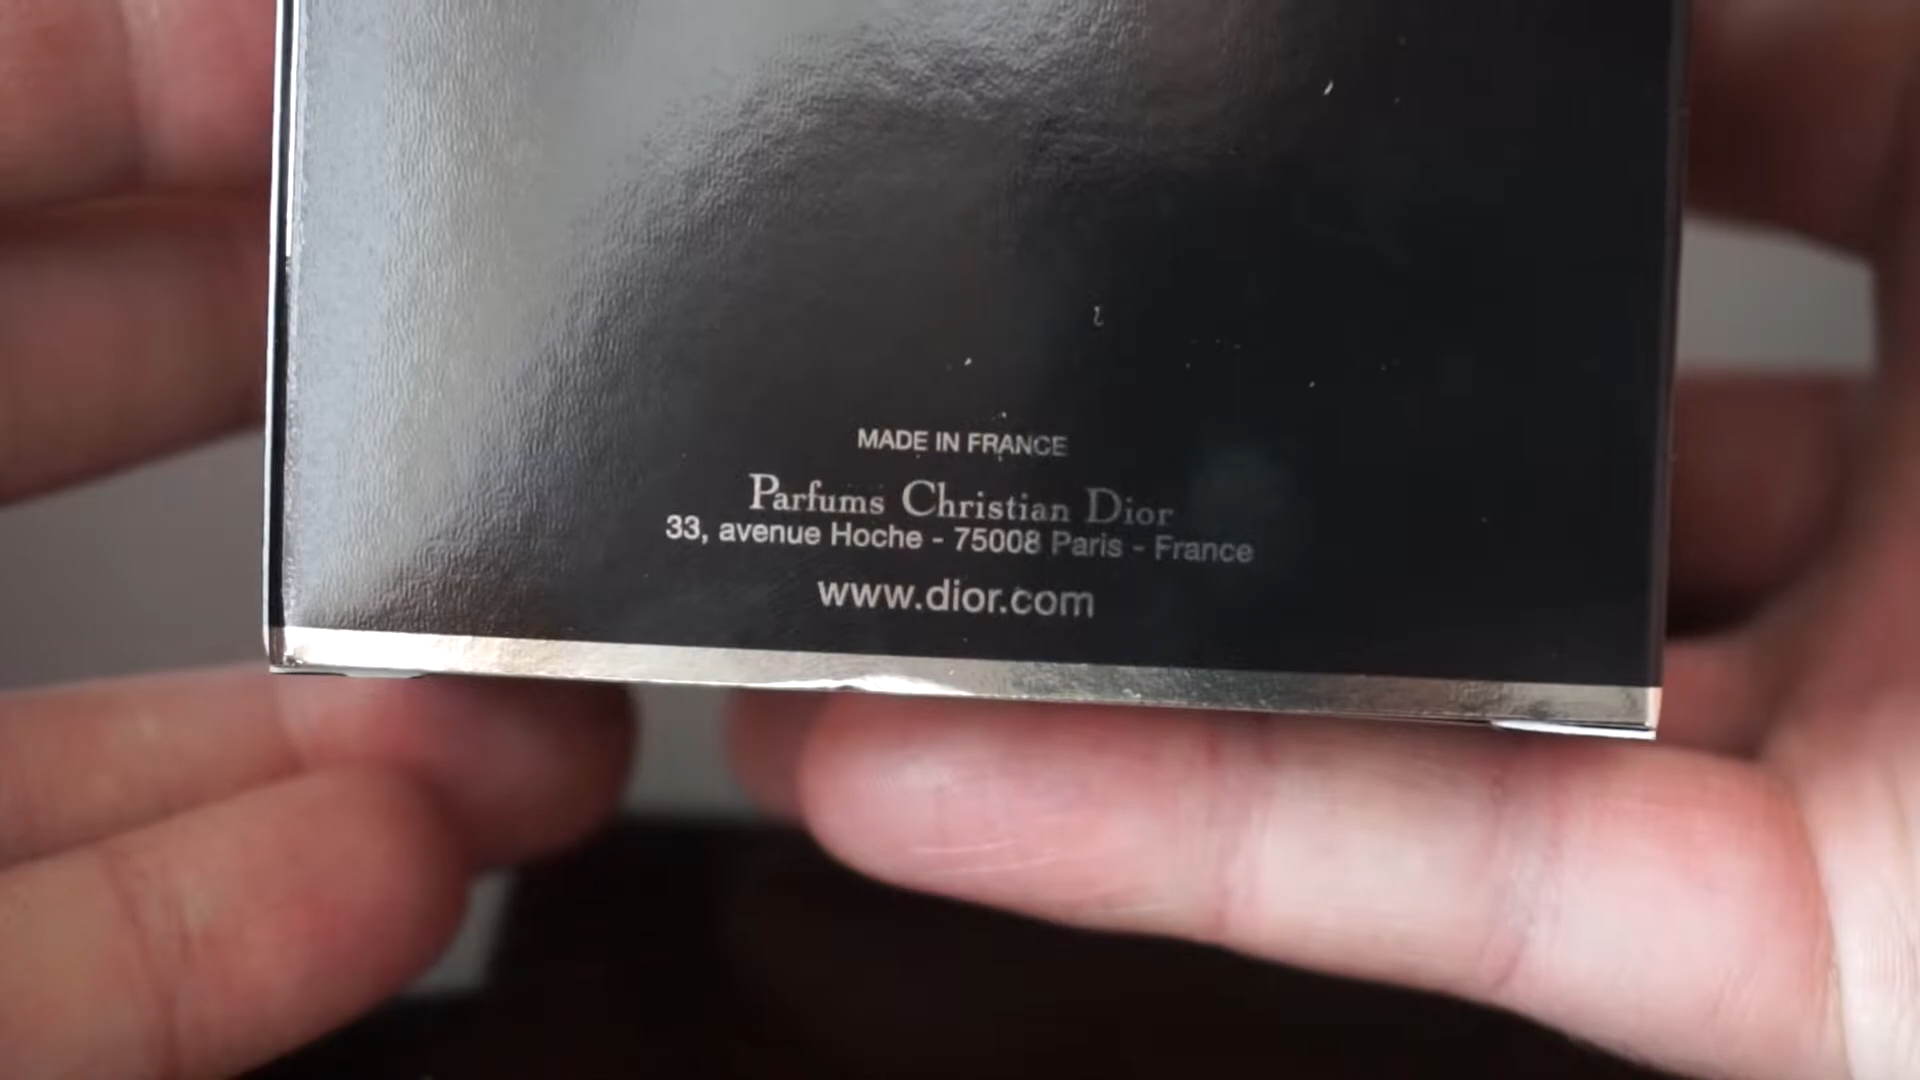 MADE IN FRANCE
Parfums Christian Dior
33, avenue Hoche - 75008 Paris - France
www.dior.com